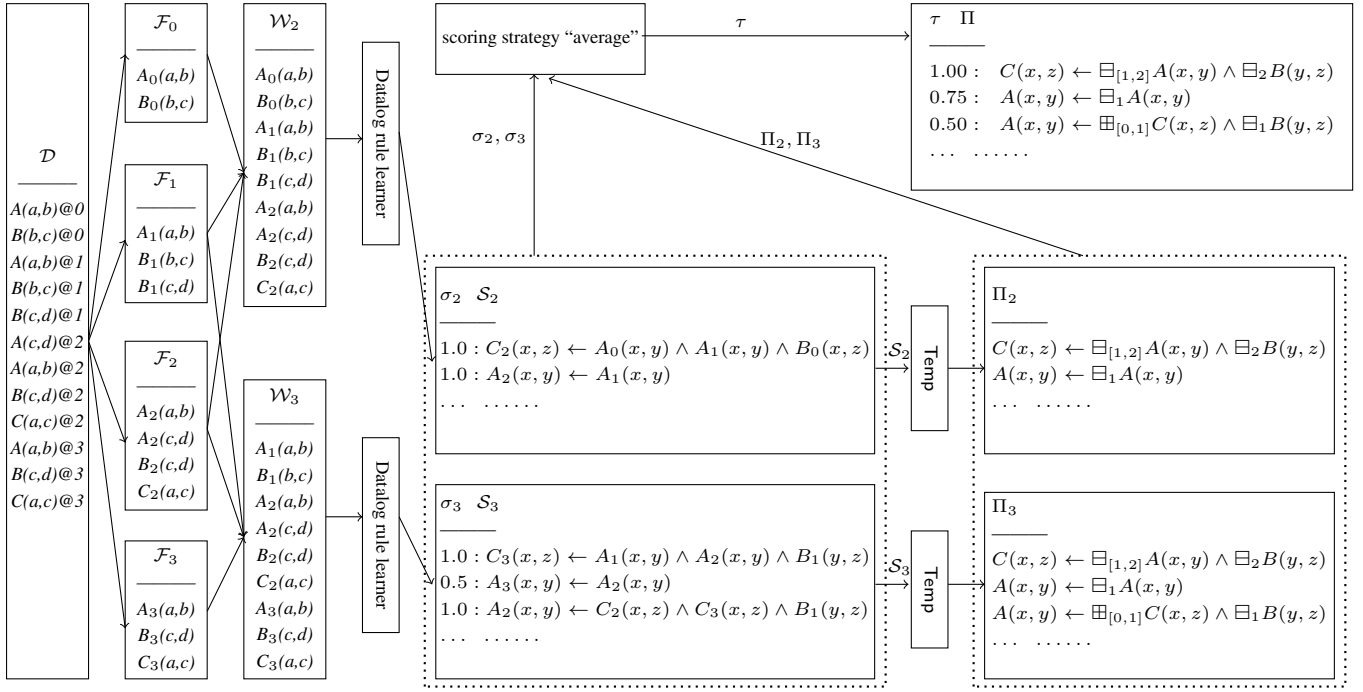 𝒟
A(a,b)@0
B(b,c)@0
A(a,b)@1
B(b,c)@1
B(c,d)@1
A(c,d)@2
A(a,b)@2
B(c,d)@2
C(a,c)@2
A(a,b)@3
B(c,d)@3
C(a,c)@3
ℱ₀
A₀(a,b)
B₀(b,c)
ℱ₁
A₁(a,b)
B₁(b,c)
B₁(c,d)
ℱ₂
A₂(a,b)
A₂(c,d)
B₂(c,d)
C₂(a,c)
ℱ₃
A₃(a,b)
B₃(c,d)
C₃(a,c)
𝒲₂
A₀(a,b)
B₀(b,c)
A₁(a,b)
B₁(b,c)
B₁(c,d)
A₂(a,b)
A₂(c,d)
B₂(c,d)
C₂(a,c)
𝒲₃
A₁(a,b)
B₁(b,c)
A₂(a,b)
A₂(c,d)
B₂(c,d)
C₂(a,c)
A₃(a,b)
B₃(c,d)
C₃(a,c)
Datalog rule learner
Datalog rule learner
scoring strategy “average”
τ
σ₂, σ₃
Π₂, Π₃
τ Π
1.00 : C(x, z) ← ⊟[1,2]A(x, y) ∧ ⊟₂B(y, z)
0.75 : A(x, y) ← ⊟₁A(x, y)
0.50 : A(x, y) ← ⊞[0,1]C(x, z) ∧ ⊟₁B(y, z)
... ......
σ₂ 𝒮₂
1.0 : C₂(x, z) ← A₀(x, y) ∧ A₁(x, y) ∧ B₀(x, z)
1.0 : A₂(x, y) ← A₁(x, y)
... ......
𝒮₂
Temp
Π₂
C(x, z) ← ⊟[1,2]A(x, y) ∧ ⊟₂B(y, z)
A(x, y) ← ⊟₁A(x, y)
... ......
σ₃ 𝒮₃
1.0 : C₃(x, z) ← A₁(x, y) ∧ A₂(x, y) ∧ B₁(y, z)
0.5 : A₃(x, y) ← A₂(x, y)
1.0 : A₂(x, y) ← C₂(x, z) ∧ C₃(x, z) ∧ B₁(y, z)
... ......
𝒮₃
Temp
Π₃
C(x, z) ← ⊟[1,2]A(x, y) ∧ ⊟₂B(y, z)
A(x, y) ← ⊟₁A(x, y)
A(x, y) ← ⊞[0,1]C(x, z) ∧ ⊟₁B(y, z)
... ......